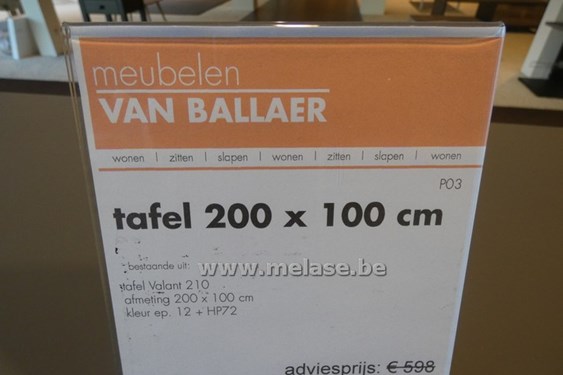 meubelen
VAN BALLAER
wonen | zitten | slapen | wonen | zitten | slapen | wonen
P03
tafel 200 x 100 cm
bestaande uit:
www.melase.be
tafel Valant 210
afmeting 200 x 100 cm
kleur ep. 12 + HP72
adviesprijs: € 598